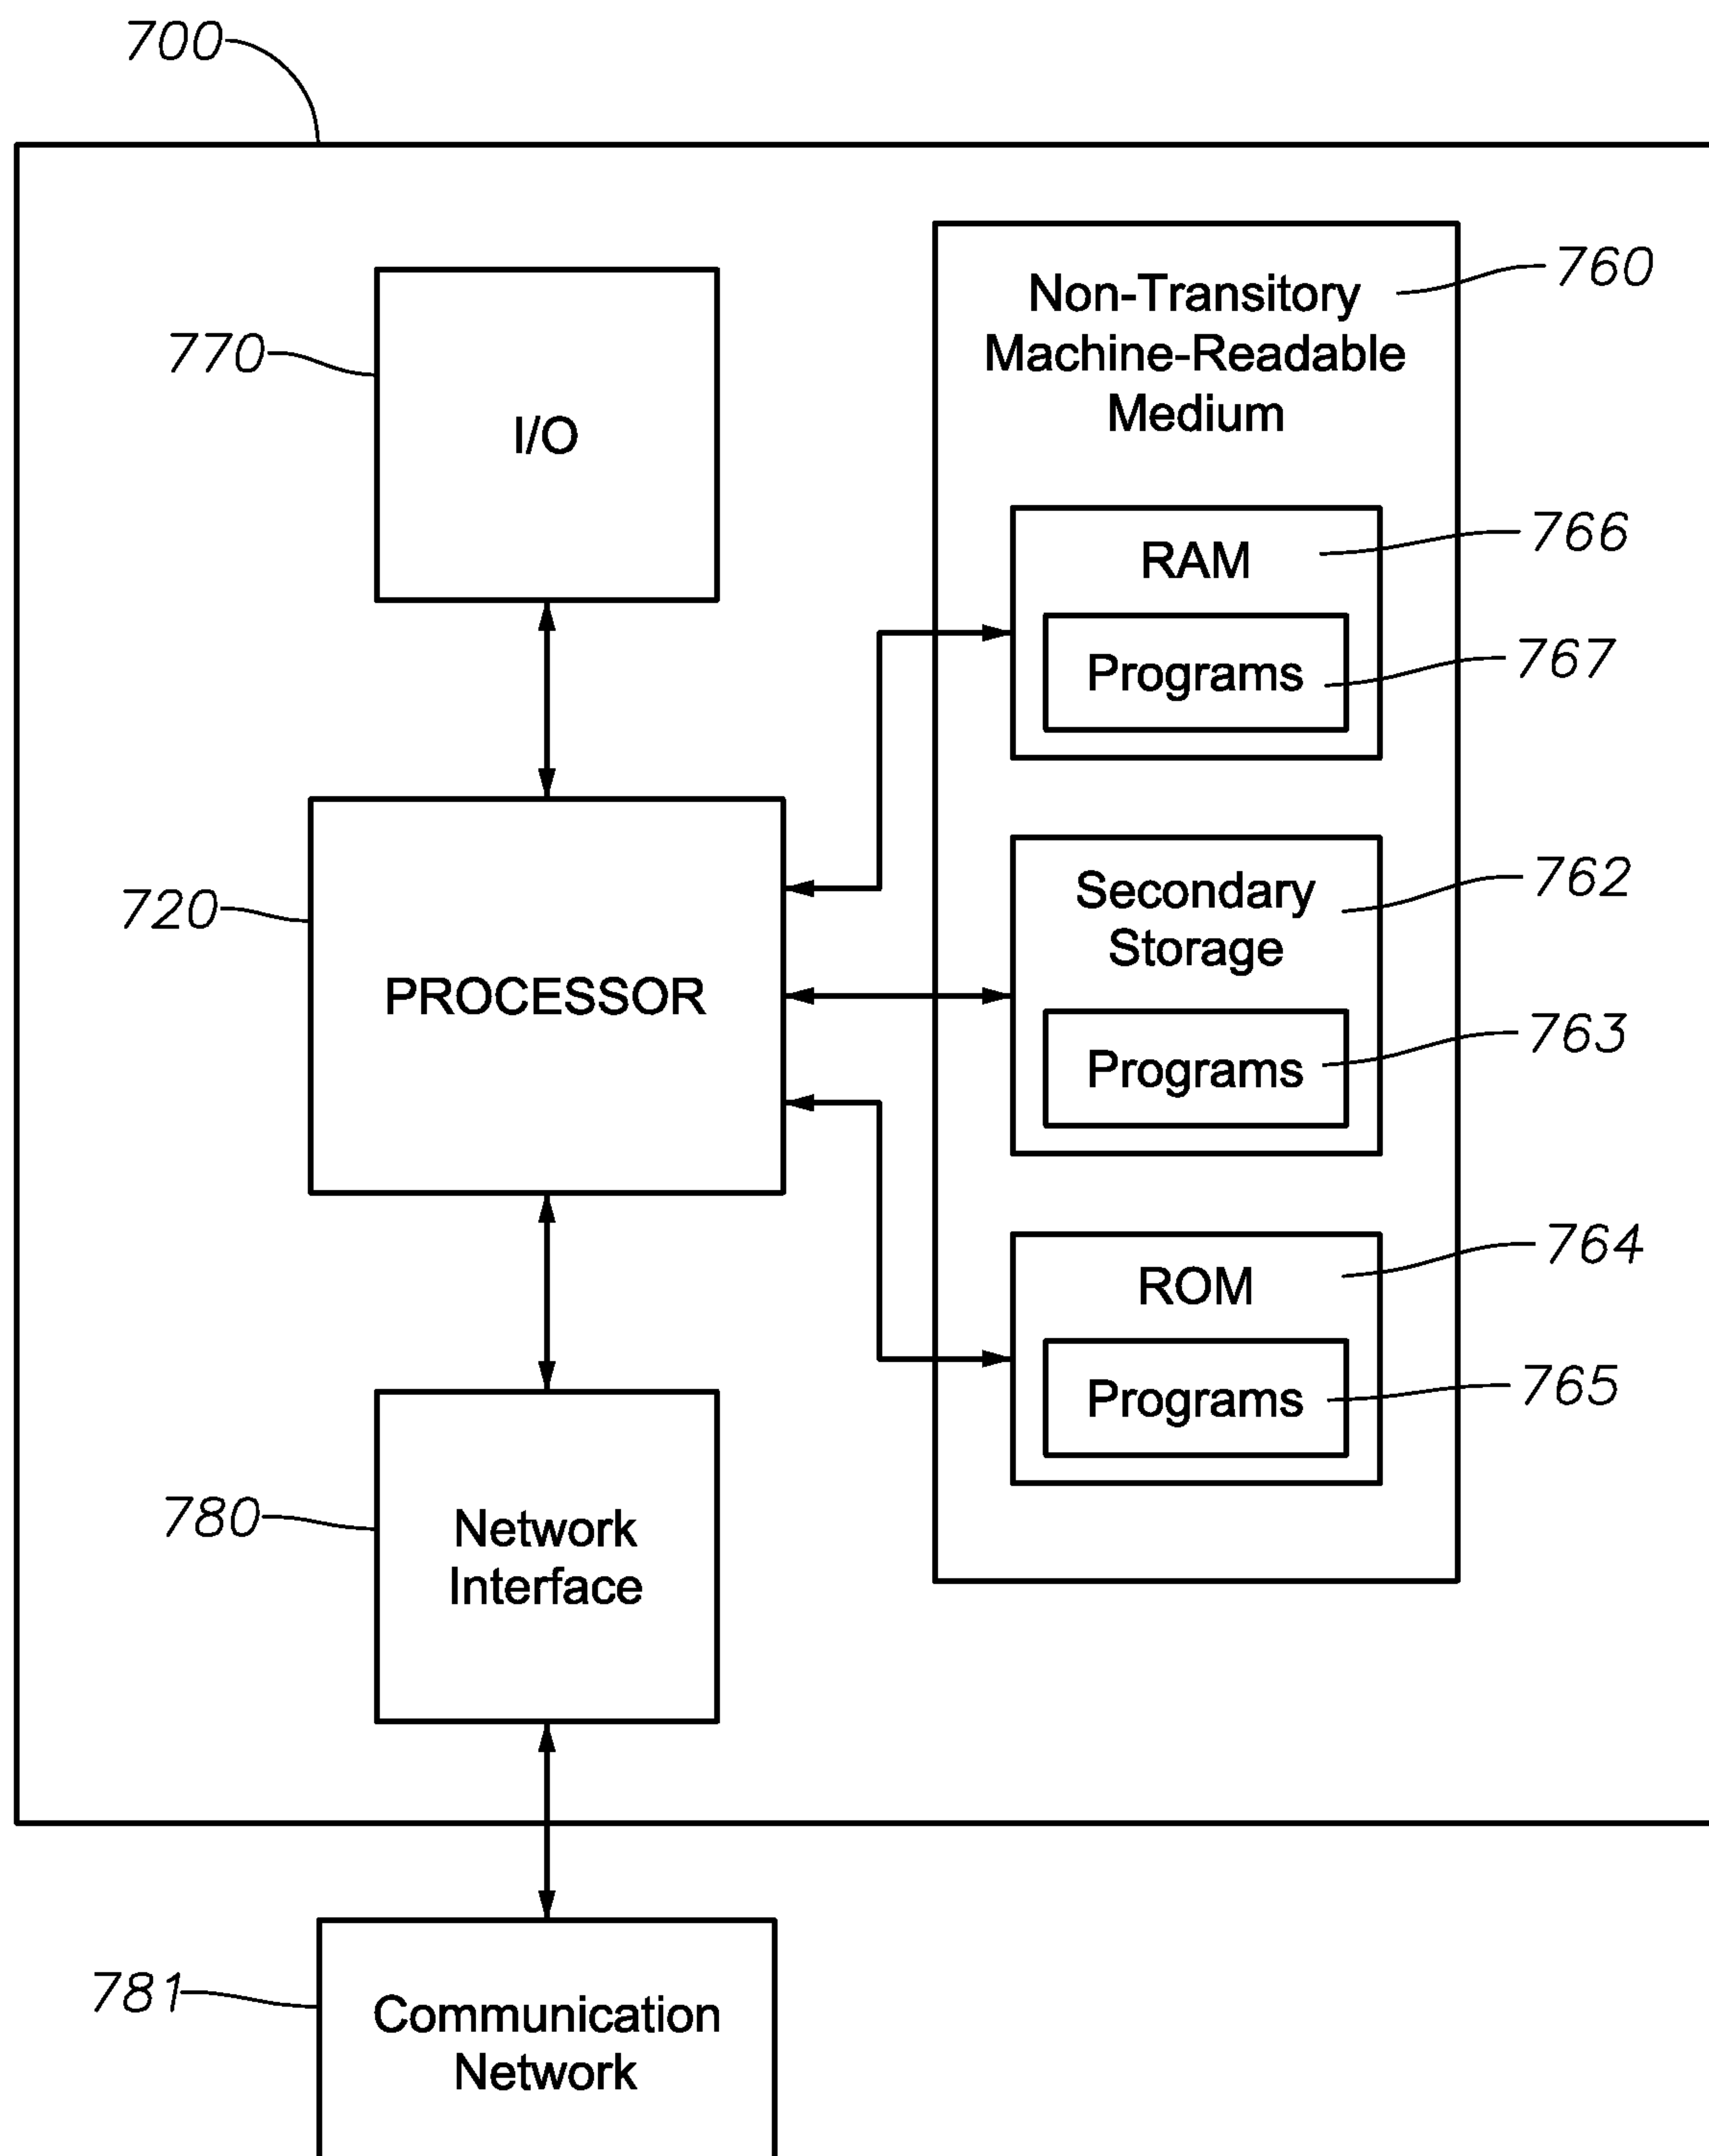 700
770
I/O
Non-Transitory
Machine-Readable
Medium
760
RAM
766
Programs
767
720
PROCESSOR
Secondary
Storage
762
Programs
763
ROM
764
Programs
765
780
Network
Interface
781
Communication
Network